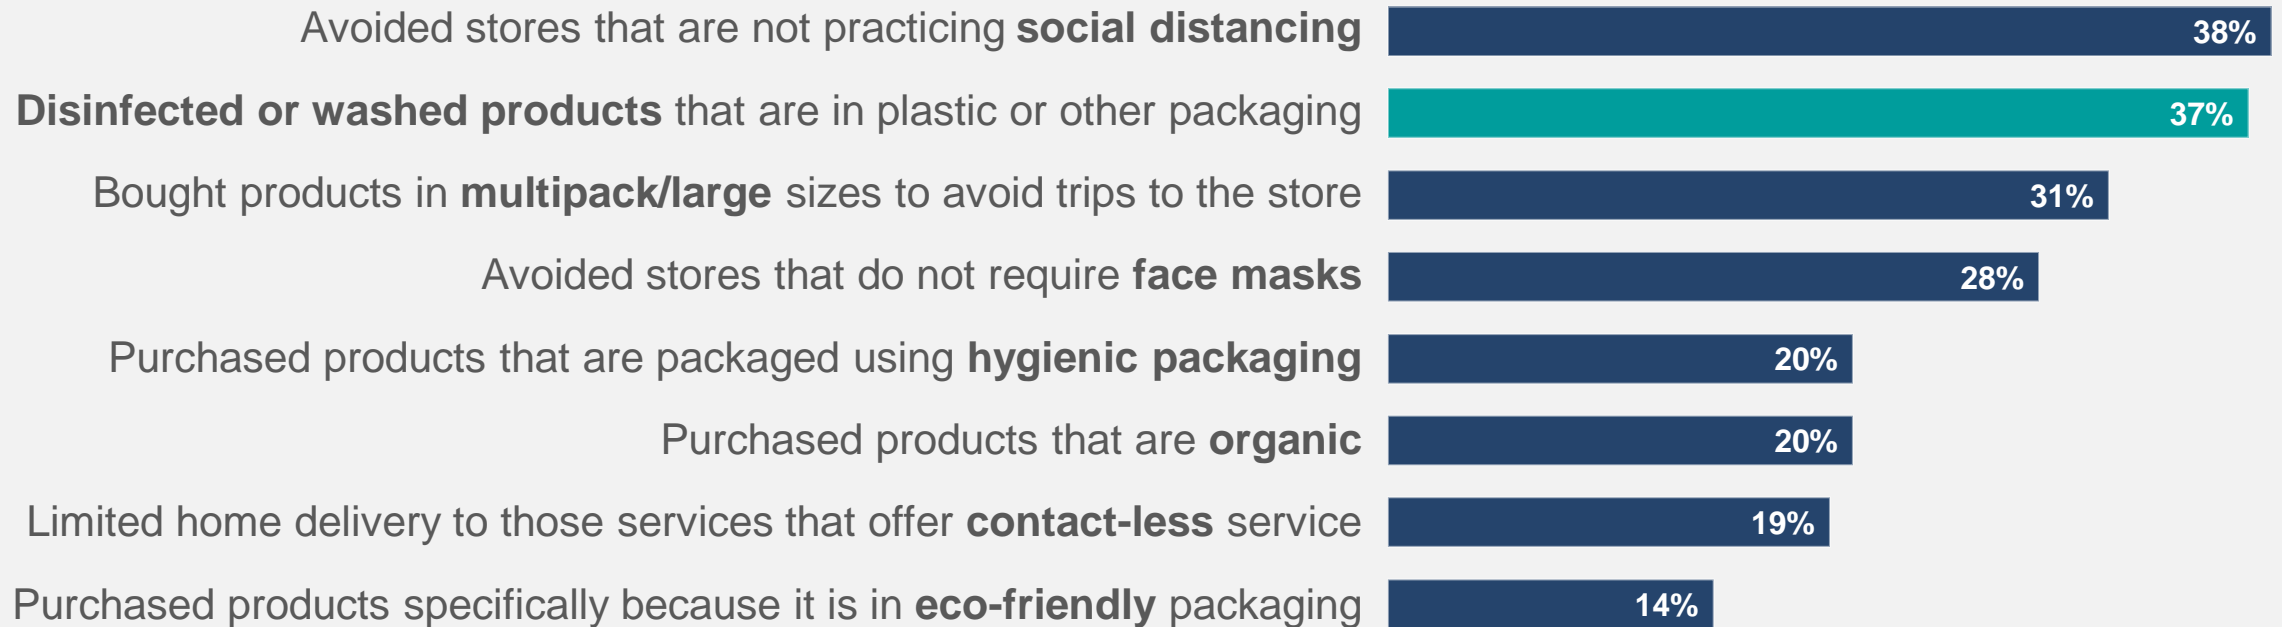 Avoided stores that are not practicing social distancing 38%
Disinfected or washed products that are in plastic or other packaging 37%
Bought products in multipack/large sizes to avoid trips to the store 31%
Avoided stores that do not require face masks 28%
Purchased products that are packaged using hygienic packaging 20%
Purchased products that are organic 20%
Limited home delivery to those services that offer contact-less service 19%
Purchased products specifically because it is in eco-friendly packaging 14%